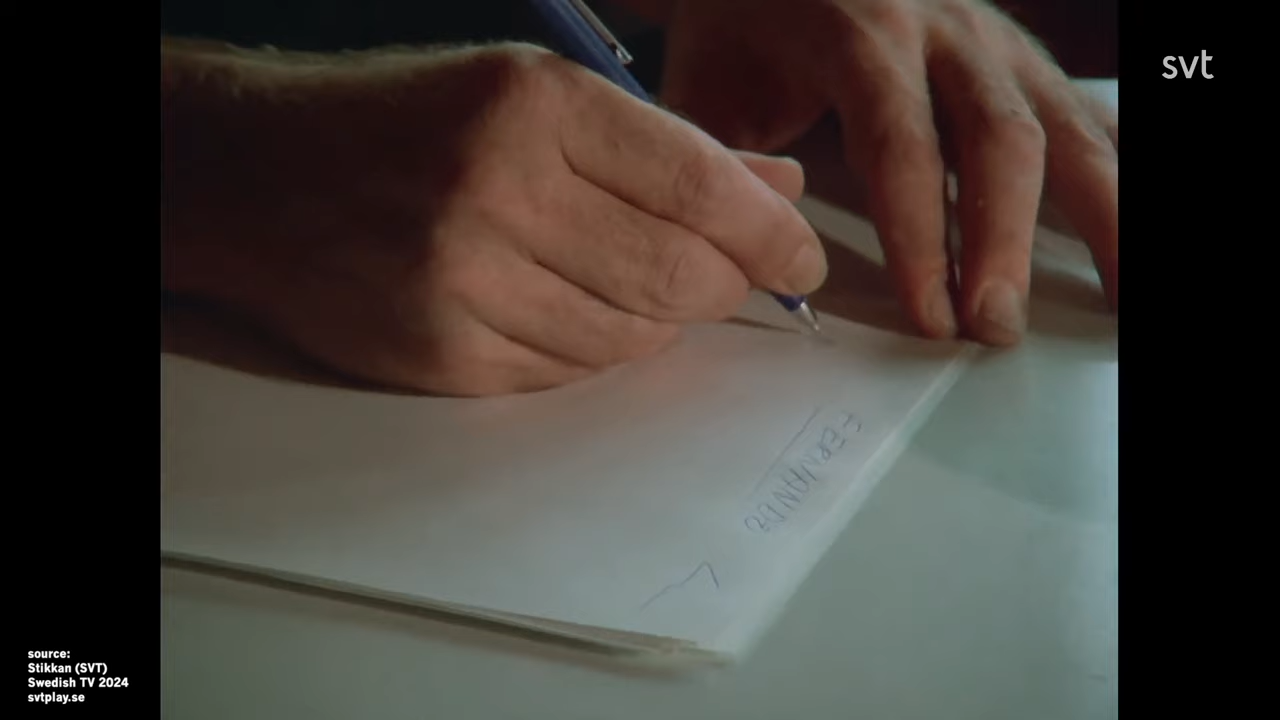 svt
FERNANDO
source:
Stikkan (SVT)
Swedish TV 2024
svtplay.se